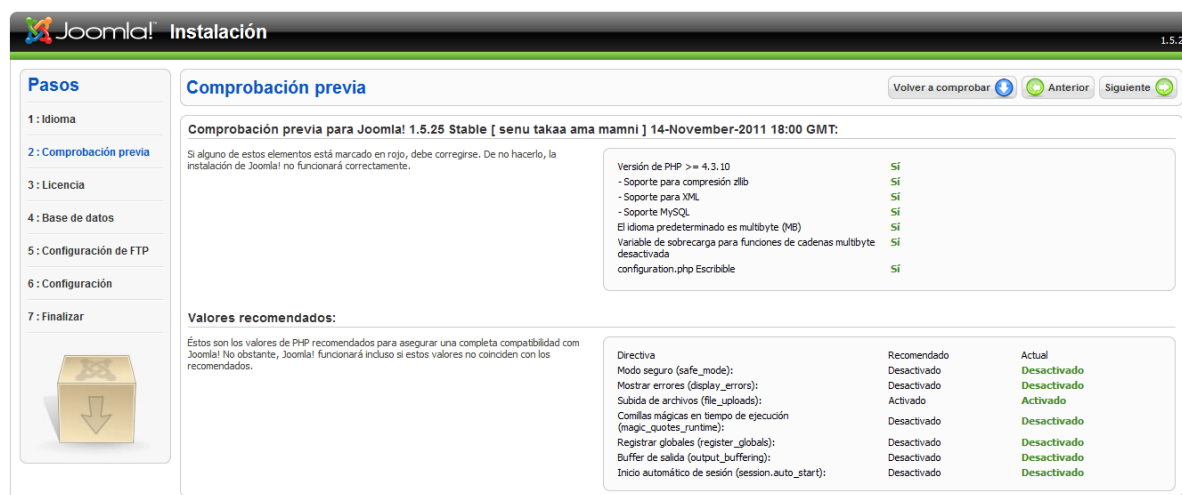 Joomla! Instalación
1.5.2
Pasos
1 : Idioma
2 : Comprobación previa
3 : Licencia
4 : Base de datos
5 : Configuración de FTP
6 : Configuración
7 : Finalizar
Comprobación previa
Volver a comprobar
Anterior
Siguiente
Comprobación previa para Joomla! 1.5.25 Stable [ senu takaa ama mamni ] 14-November-2011 18:00 GMT:
Si alguno de estos elementos está marcado en rojo, debe corregirse. De no hacerlo, la
instalación de Joomla! no funcionará correctamente.
Versión de PHP >= 4.3.10 Sí
- Soporte para compresión zllib Sí
- Soporte para XML Sí
- Soporte MySQL Sí
El idioma predeterminado es multibyte (MB) Sí
Variable de sobrecarga para funciones de cadenas multibyte Sí
desactivada
configuration.php Escribible Sí
Valores recomendados:
Éstos son los valores de PHP recomendados para asegurar una completa compatibilidad com
Joomla! No obstante, Joomla! funcionará incluso si estos valores no coinciden con los
recomendados.
Directiva Recomendado Actual
Modo seguro (safe_mode): Desactivado Desactivado
Mostrar errores (display_errors): Desactivado Desactivado
Subida de archivos (file_uploads): Activado Activado
Comillas mágicas en tiempo de ejecución
(magic_quotes_runtime): Desactivado Desactivado
Registrar globales (register_globals): Desactivado Desactivado
Buffer de salida (output_buffering): Desactivado Desactivado
Inicio automático de sesión (session.auto_start): Desactivado Desactivado